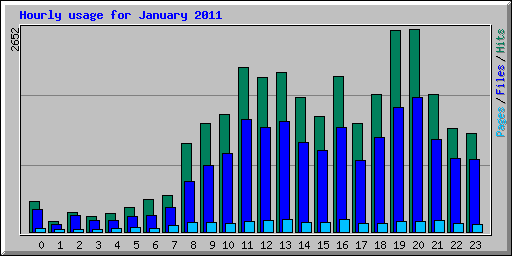 Hourly usage for January 2011
2652
Pages/Files/Hits
0 1 2 3 4 5 6 7 8 9 10 11 12 13 14 15 16 17 18 19 20 21 22 23